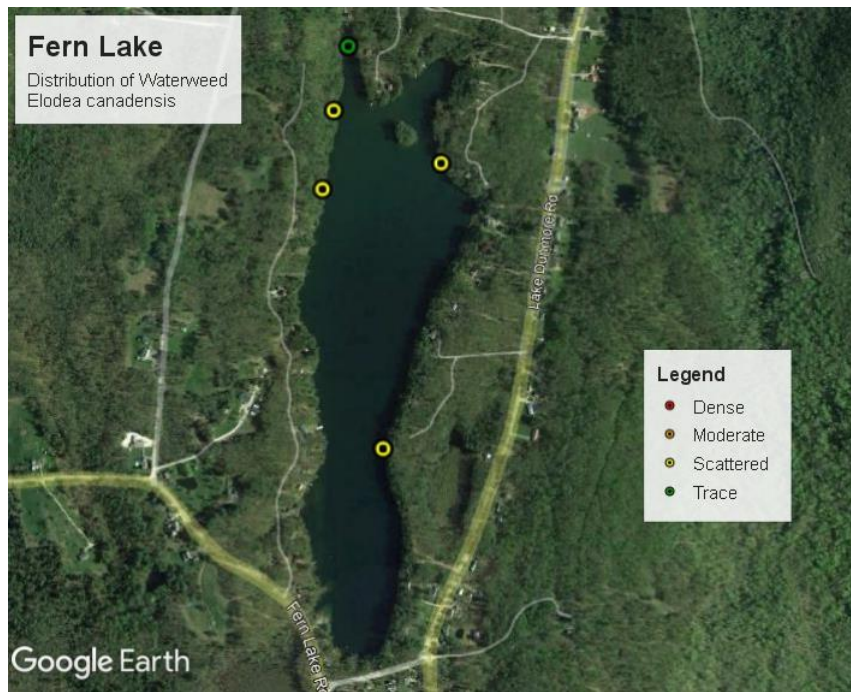 Fern Lake
Distribution of Waterweed
Elodea canadensis
Lake Dunmore Rd
Legend
Dense
Moderate
Scattered
Trace
Fern Lake Rd
Google Earth